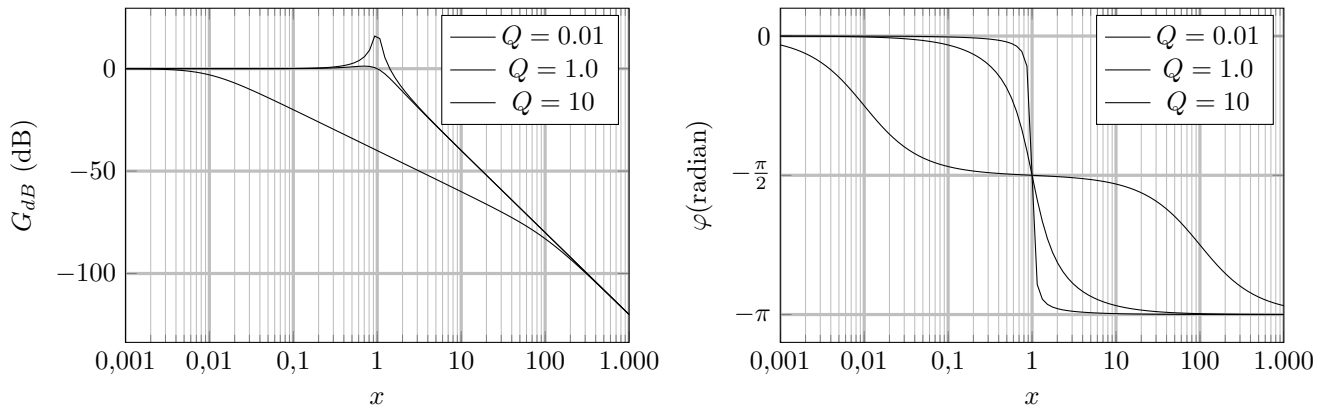 Q = 0.01
Q = 1.0
Q = 10
0
−50
−100
G_{dB} (dB)
0,001 0,01 0,1 1 10 100 1.000
x
Q = 0.01
Q = 1.0
Q = 10
0
−π/2
−π
φ(radian)
0,001 0,01 0,1 1 10 100 1.000
x